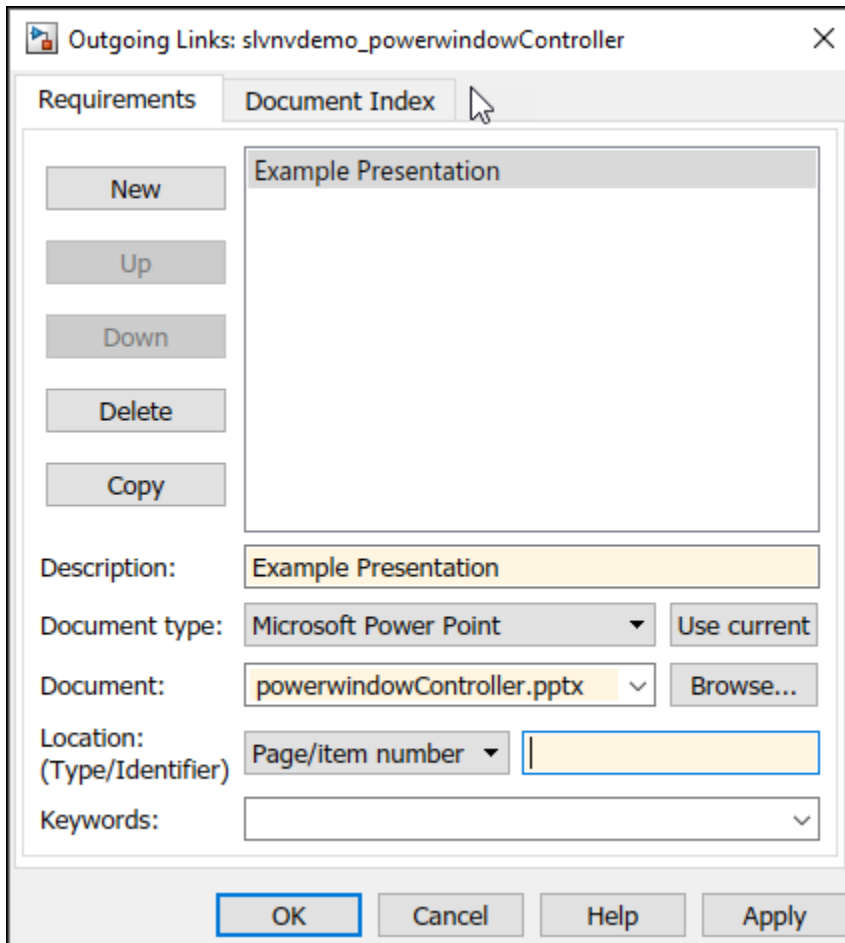 Outgoing Links: slvnvdemo_powerwindowController
Requirements
Document Index
New
Up
Down
Delete
Copy
Example Presentation
Description:
Example Presentation
Document type:
Microsoft Power Point
Use current
Document:
powerwindowController.pptx
Browse...
Location:
(Type/Identifier)
Page/item number
Keywords:
OK
Cancel
Help
Apply